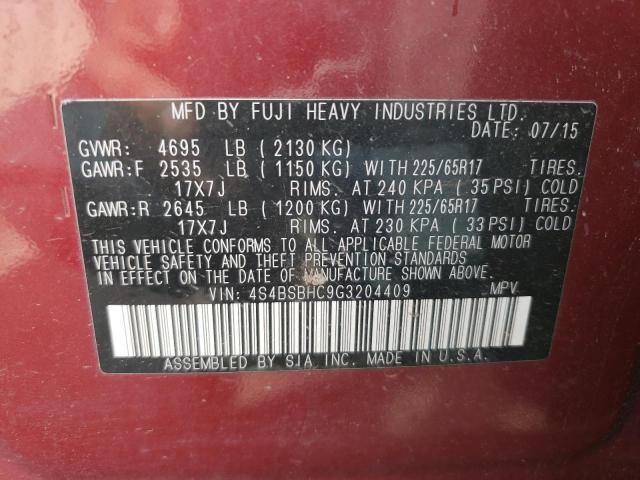 MFD BY FUJI HEAVY INDUSTRIES LTD.
DATE: 07/15
GVWR: 4695 LB ( 2130 KG)
GAWR:F 2535 LB ( 1150 KG) WITH 225/65R17 TIRES.
17X7J RIMS. AT 240 KPA ( 35 PSI) COLD
GAWR:R 2645 LB ( 1200 KG) WITH 225/65R17 TIRES.
17X7J RIMS. AT 230 KPA ( 33 PSI) COLD
THIS VEHICLE CONFORMS TO ALL APPLICABLE FEDERAL MOTOR
VEHICLE SAFETY AND THEFT PREVENTION STANDARDS
IN EFFECT ON THE DATE OF MANUFACTURE SHOWN ABOVE.
VIN: 4S4BSBHC9G3204409 MPV
ASSEMBLED BY SIA INC. MADE IN U.S.A.